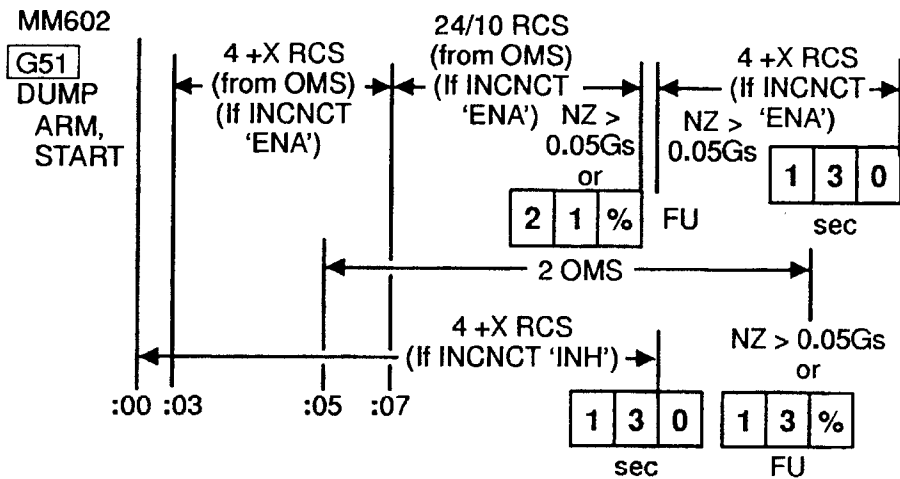 MM602
G51
DUMP
ARM,
START
4 +X RCS
(from OMS)
(If INCNCT
'ENA')
24/10 RCS
(from OMS)
(If INCNCT
'ENA')
NZ >
0.05Gs
or
2 1 %
FU
4 +X RCS
(If INCNCT
'ENA')
NZ >
0.05Gs
1 3 0
sec
2 OMS
4 +X RCS
(If INCNCT 'INH')
NZ > 0.05Gs
or
:00 :03 :05 :07
1 3 0
sec
1 3 %
FU